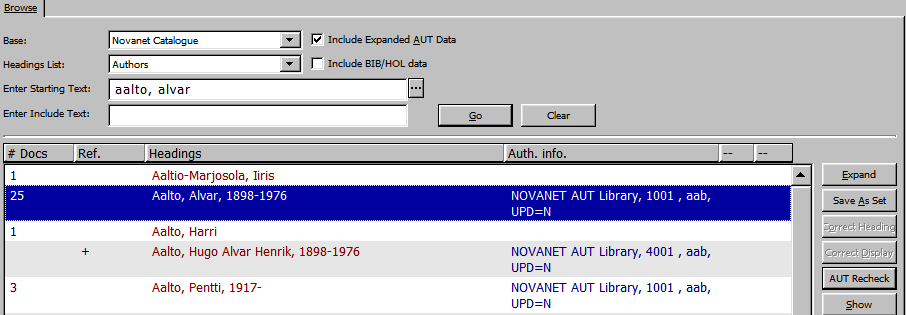 Browse
Base: Novanet Catalogue Include Expanded AUT Data
Headings List: Authors Include BIB/HOL data
Enter Starting Text: aalto, alvar ...
Enter Include Text: Go Clear
# Docs Ref. Headings Auth. info. -- --
1 Aaltio-Marjosola, Iiris Expand
25 Aalto, Alvar, 1898-1976 NOVANET AUT Library, 1001 , aab, Save As Set
UPD=N
1 Aalto, Harri Correct Heading
+ Aalto, Hugo Alvar Henrik, 1898-1976 NOVANET AUT Library, 4001 , aab, Correct Display
UPD=N AUT Recheck
3 Aalto, Pentti, 1917- NOVANET AUT Library, 1001 , aab,
UPD=N Show